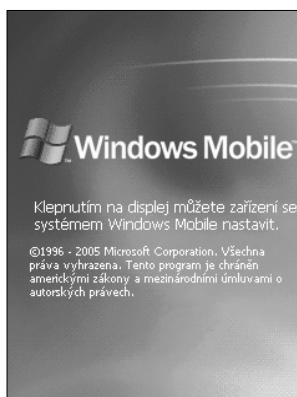 Windows Mobile™
Klepnutím na displej můžete zařízení se
systémem Windows Mobile nastavit.
©1996 - 2005 Microsoft Corporation. Všechna
práva vyhrazena. Tento program je chráněn
americkými zákony a mezinárodními úmluvami o
autorských právech.